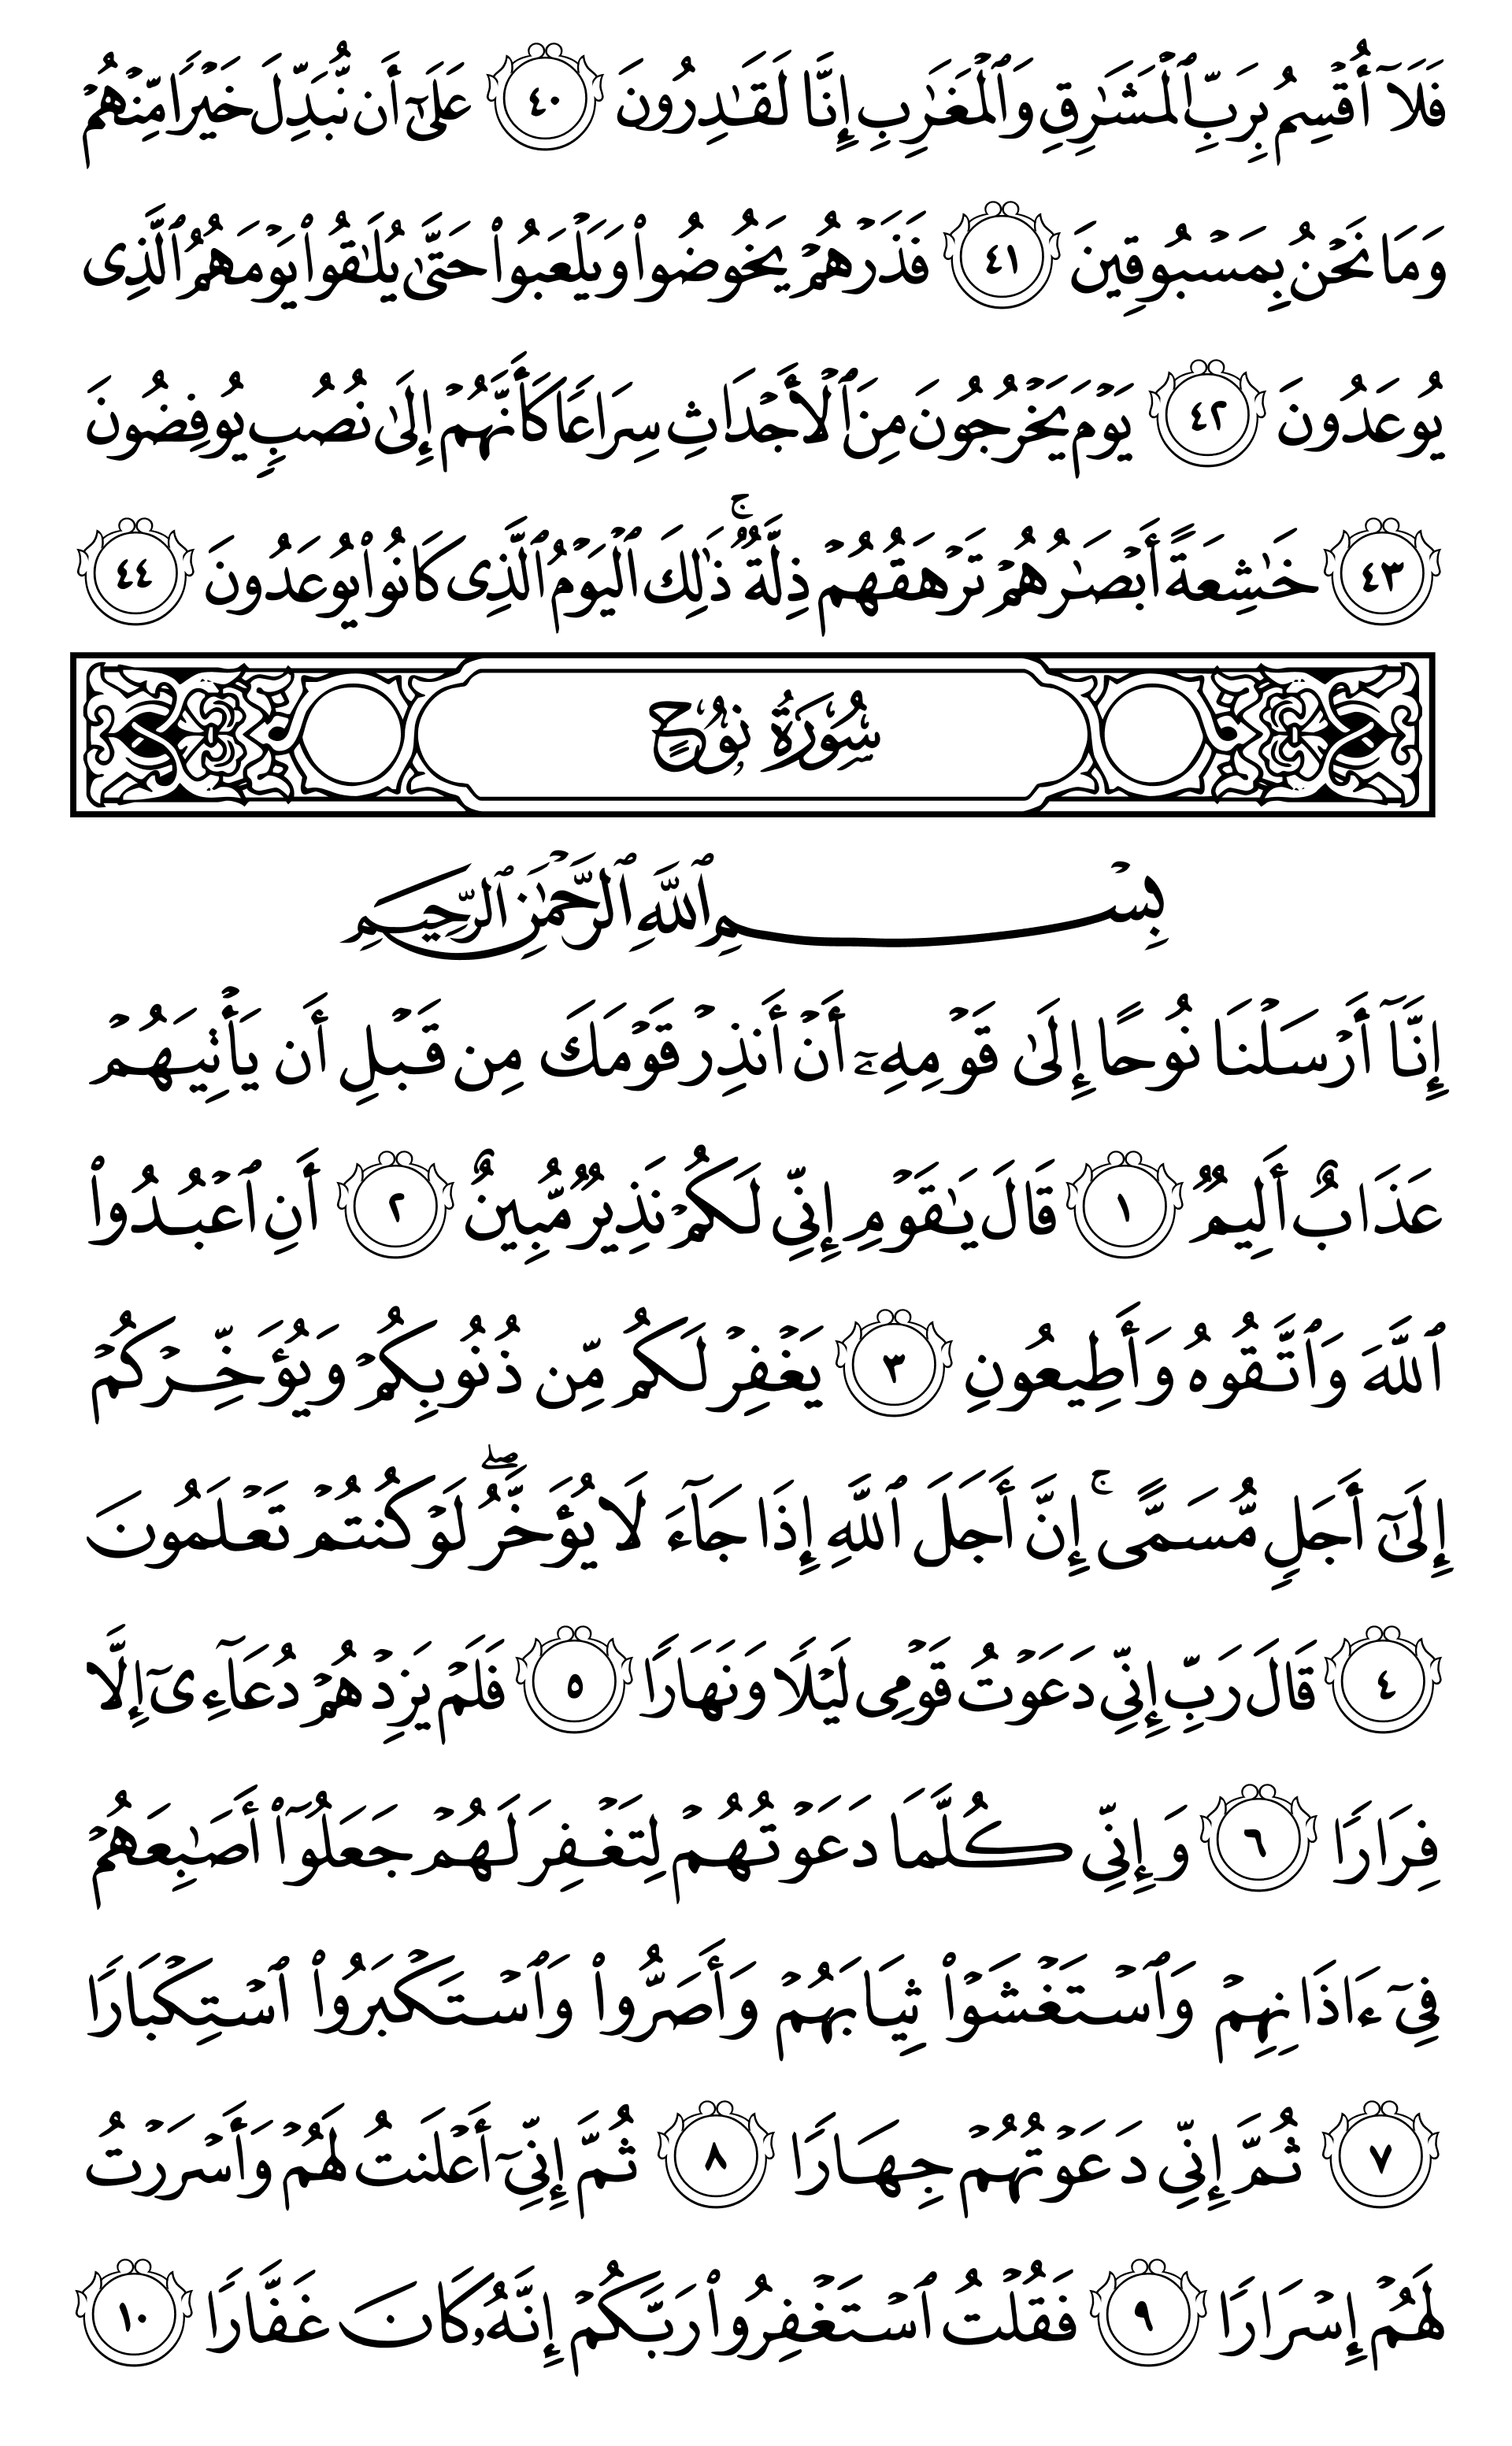 فَلَآ أُقۡسِمُ بِرَبِّ ٱلۡمَشَٰرِقِ وَٱلۡمَغَٰرِبِ إِنَّا لَقَٰدِرُونَ ٤٠ عَلَىٰٓ أَن نُّبَدِّلَ خَيۡرٗا مِّنۡهُمۡ
وَمَا نَحۡنُ بِمَسۡبُوقِينَ ٤١ فَذَرۡهُمۡ يَخُوضُواْ وَيَلۡعَبُواْ حَتَّىٰ يُلَٰقُواْ يَوۡمَهُمُ ٱلَّذِى
يُوعَدُونَ ٤٢ يَوۡمَ يَخۡرُجُونَ مِنَ ٱلۡأَجۡدَاثِ سِرَاعٗا كَأَنَّهُمۡ إِلَىٰ نُصُبٖ يُوفِضُونَ
٤٣ خَٰشِعَةً أَبۡصَٰرُهُمۡ تَرۡهَقُهُمۡ ذِلَّةٞۚ ذَٰلِكَ ٱلۡيَوۡمُ ٱلَّذِى كَانُواْ يُوعَدُونَ ٤٤
سُورَةُ نُوحٍ
بِسۡمِ ٱللَّهِ ٱلرَّحۡمَٰنِ ٱلرَّحِيمِ
إِنَّآ أَرۡسَلۡنَا نُوحًا إِلَىٰ قَوۡمِهِۦٓ أَنۡ أَنذِرۡ قَوۡمَكَ مِن قَبۡلِ أَن يَأۡتِيَهُمۡ
عَذَابٌ أَلِيمٞ ١ قَالَ يَٰقَوۡمِ إِنِّي لَكُمۡ نَذِيرٞ مُّبِينٌ ٢ أَنِ ٱعۡبُدُواْ
ٱللَّهَ وَٱتَّقُوهُ وَأَطِيعُونِ ٣ يَغۡفِرۡ لَكُم مِّن ذُنُوبِكُمۡ وَيُؤَخِّرۡكُمۡ
إِلَىٰٓ أَجَلٖ مُّسَمًّىۚ إِنَّ أَجَلَ ٱللَّهِ إِذَا جَآءَ لَا يُؤَخَّرُۖ لَوۡ كُنتُمۡ تَعۡلَمُونَ
٤ قَالَ رَبِّ إِنِّي دَعَوۡتُ قَوۡمِى لَيۡلٗا وَنَهَارٗا ٥ فَلَمۡ يَزِدۡهُمۡ دُعَآءِىٓ إِلَّا
فِرَارٗا ٦ وَإِنِّي كُلَّمَا دَعَوۡتُهُمۡ لِتَغۡفِرَ لَهُمۡ جَعَلُوٓاْ أَصَٰبِعَهُمۡ
فِيٓ ءَاذَانِهِمۡ وَٱسۡتَغۡشَوۡاْ ثِيَابَهُمۡ وَأَصَرُّواْ وَٱسۡتَكۡبَرُواْ ٱسۡتِكۡبَارٗا
٧ ثُمَّ إِنِّي دَعَوۡتُهُمۡ جِهَارٗا ٨ ثُمَّ إِنِّيٓ أَعۡلَنتُ لَهُمۡ وَأَسۡرَرۡتُ
لَهُمۡ إِسۡرَارٗا ٩ فَقُلۡتُ ٱسۡتَغۡفِرُواْ رَبَّكُمۡ إِنَّهُۥ كَانَ غَفَّارٗا ١٠